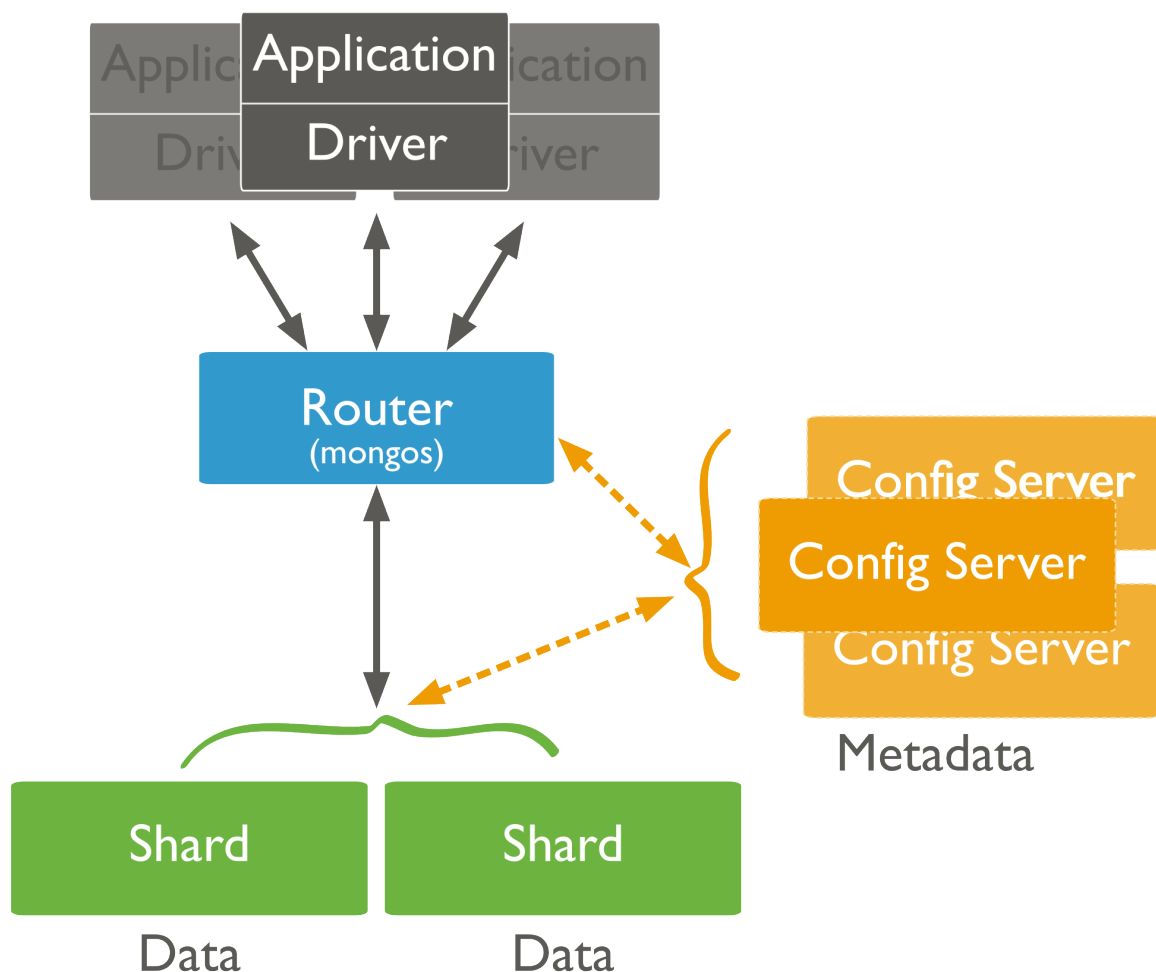 Application
Driver
Router
(mongos)
Config Server
Config Server
Config Server
Metadata
Shard
Shard
Data
Data